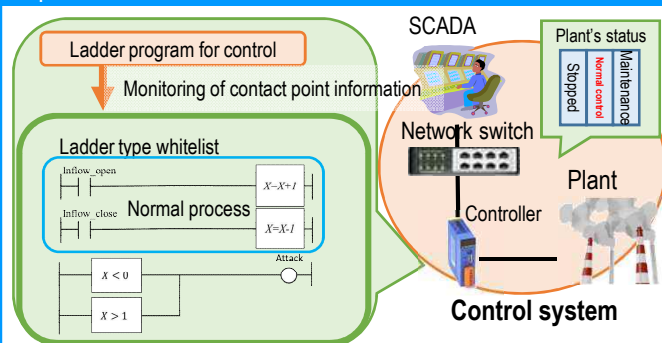 Ladder program for control
Monitoring of contact point information
Ladder type whitelist
Inflow_open
X=X+1
Normal process
Inflow_close
X=X-1
X < 0
X > 1
Attack
SCADA
Network switch
Controller
Plant
Control system
Plant's status
Stopped
Normal control
Maintenance